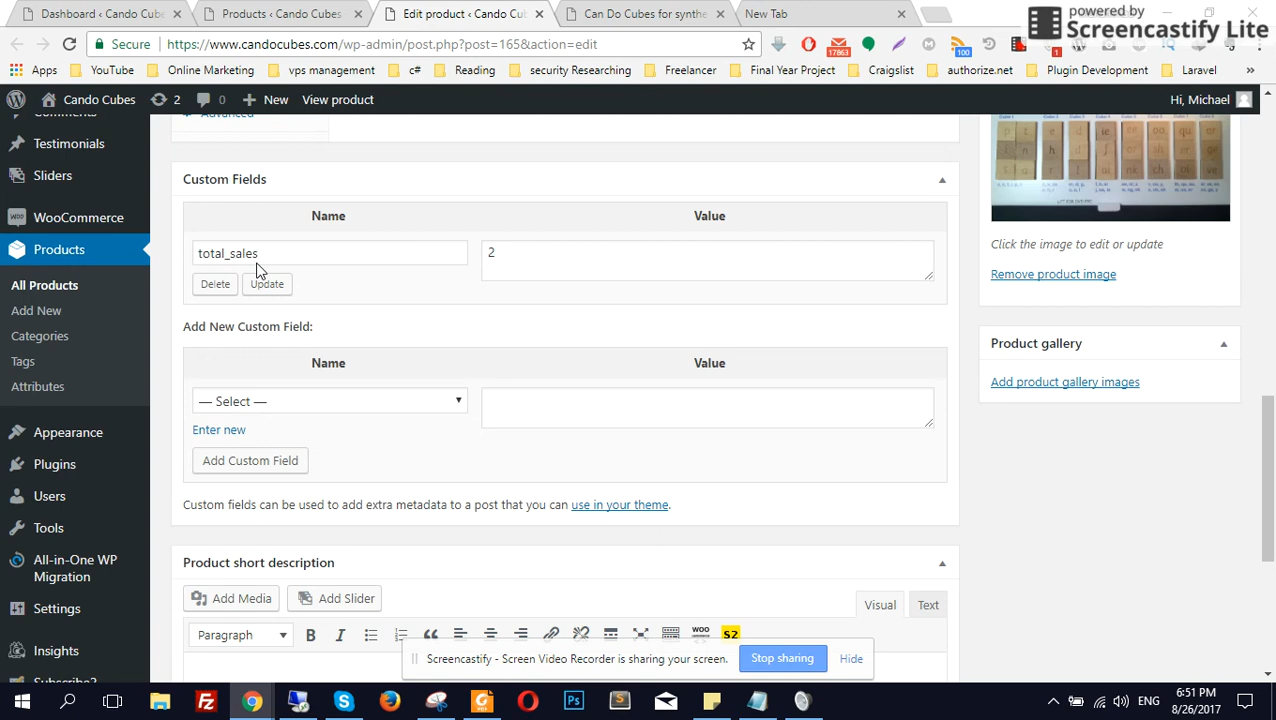 Dashboard ‹ Cando Cubes
Products ‹ Cando Cubes
Edit product ‹ Cando Cu
Can Do Cubes for synthe
New Tab
powered by
Screencastify Lite
Secure
https://www.candocubes
admin/post.php?post=165&action=edit
17863
100
1
Apps
YouTube
Online Marketing
vps management
c#
Reading
security Researching
Freelancer
Final Year Project
Craigslist
authorize.net
Plugin Development
Laravel
»
Cando Cubes
2
0
New
View product
Hi, Michael
Comments
Testimonials
Sliders
WooCommerce
Products
All Products
Add New
Categories
Tags
Attributes
Appearance
Plugins
Users
Tools
All-in-One WP
Migration
Settings
Insights
Subscribe2
Advanced
Custom Fields
Name
Value
total_sales
2
Delete
Update
Add New Custom Field:
Name
Value
— Select —
Enter new
Add Custom Field
Custom fields can be used to add extra metadata to a post that you can use in your theme.
Product short description
Add Media
Add Slider
Visual
Text
Paragraph
B
I
WOO
S2
Click the image to edit or update
Remove product image
Product gallery
Add product gallery images
Screencastify - Screen Video Recorder is sharing your screen.
Stop sharing
Hide
ENG
6:51 PM
8/26/2017